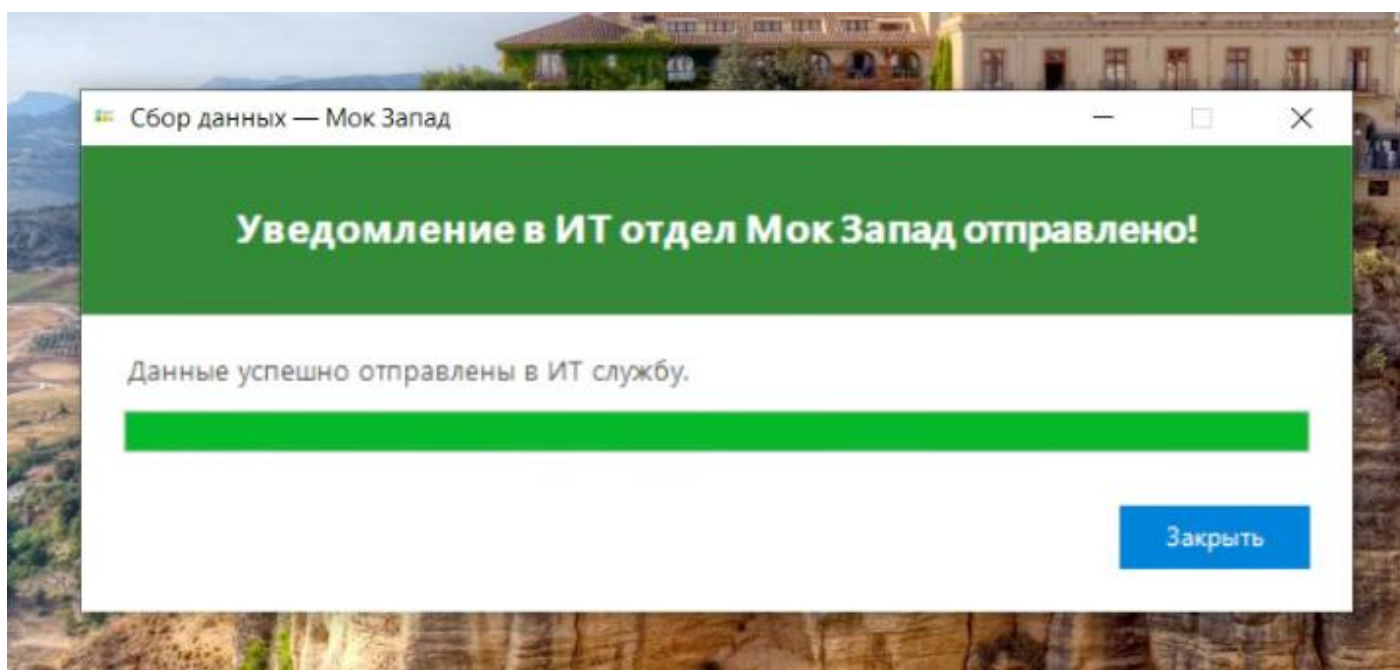 Сбор данных — Мок Запад
Уведомление в ИТ отдел Мок Запад отправлено!
Данные успешно отправлены в ИТ службу.
Закрыть